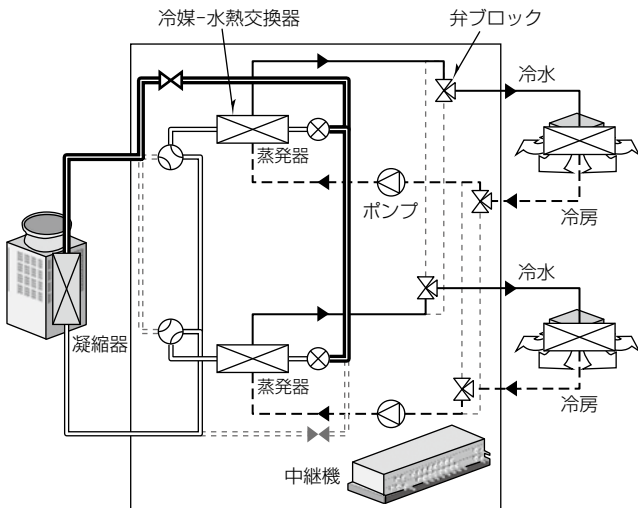 冷媒-水熱交換器
弁ブロック
冷水
蒸発器
ポンプ
冷房
冷水
凝縮器
蒸発器
冷房
中継機